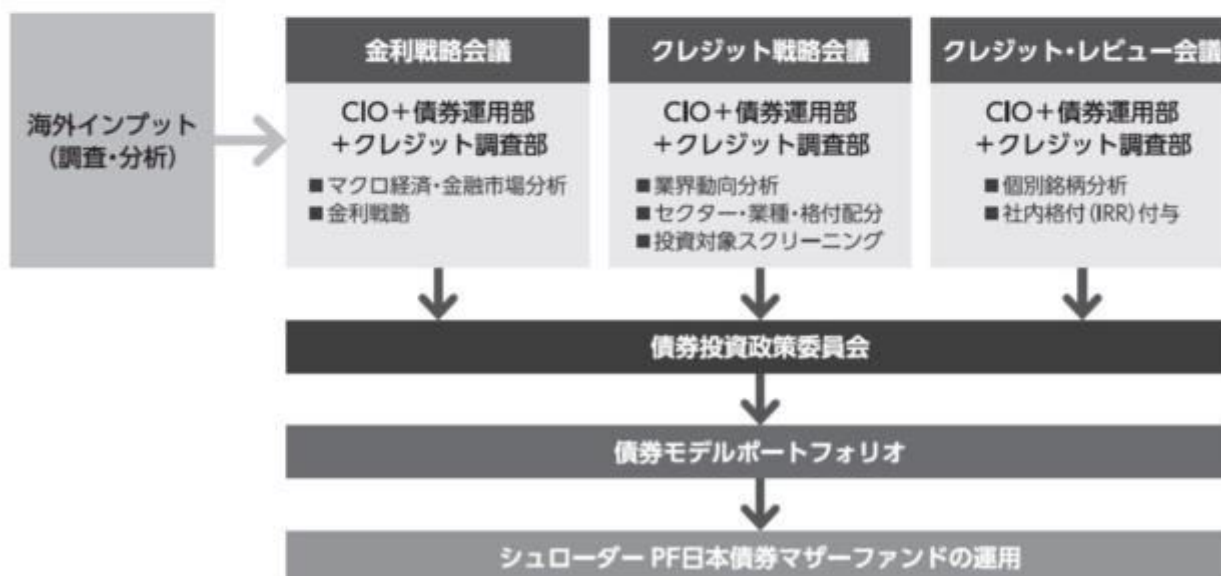 海外インプット
(調査・分析)
金利戦略会議
CIO+債券運用部
+クレジット調査部
■マクロ経済・金融市場分析
■金利戦略
クレジット戦略会議
CIO+債券運用部
+クレジット調査部
■業界動向分析
■セクター・業種・格付配分
■投資対象スクリーニング
クレジット・レビュー会議
CIO+債券運用部
+クレジット調査部
■個別銘柄分析
■社内格付(IRR)付与
債券投資政策委員会
債券モデルポートフォリオ
シュローダーPF日本債券マザーファンドの運用